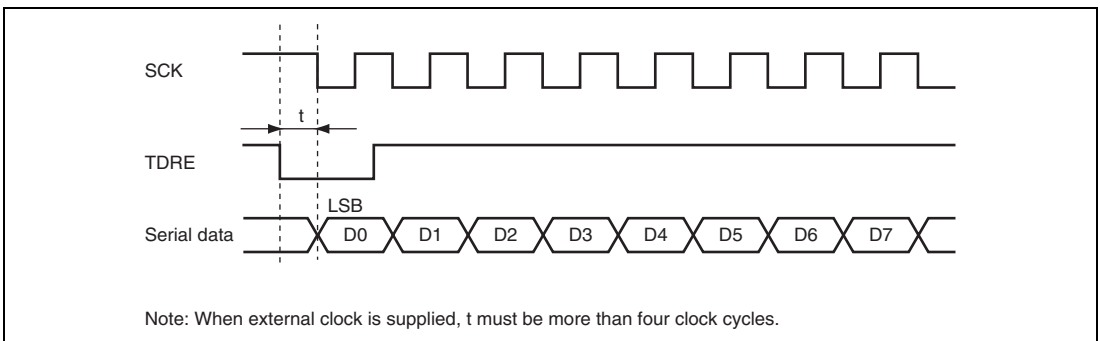 SCK
t
TDRE
LSB
Serial data
D0 D1 D2 D3 D4 D5 D6 D7
Note: When external clock is supplied, t must be more than four clock cycles.